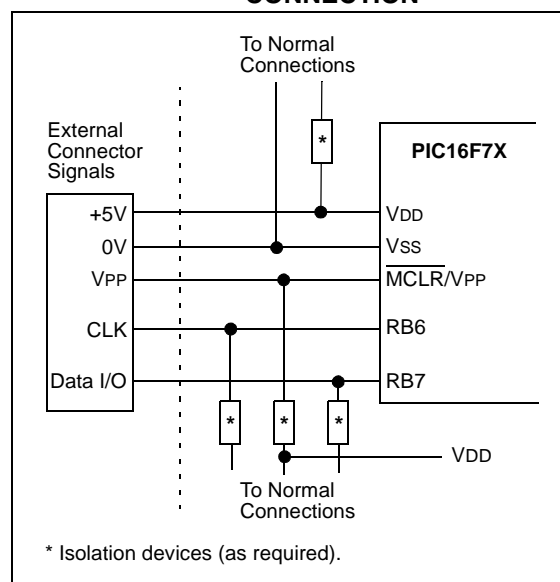 CONNECTION
To Normal
Connections
External
Connector
Signals
*
PIC16F7X
+5V
VDD
0V
VSS
VPP
MCLR/VPP
CLK
RB6
Data I/O
RB7
* * *
VDD
To Normal
Connections
* Isolation devices (as required).